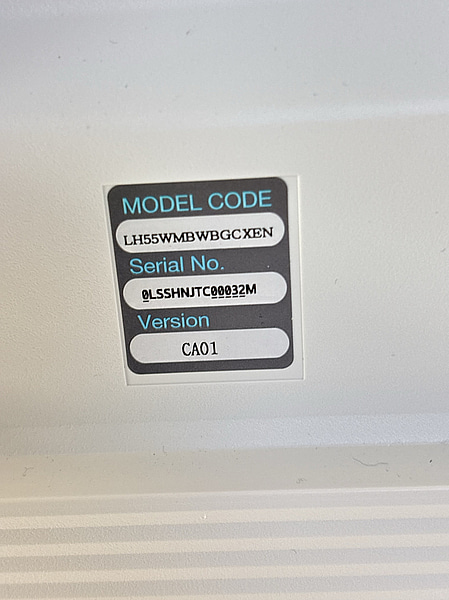 MODEL CODE
LH55WMBWBGCXEN
Serial No.
0LSSHNJTC00032M
Version
CA01